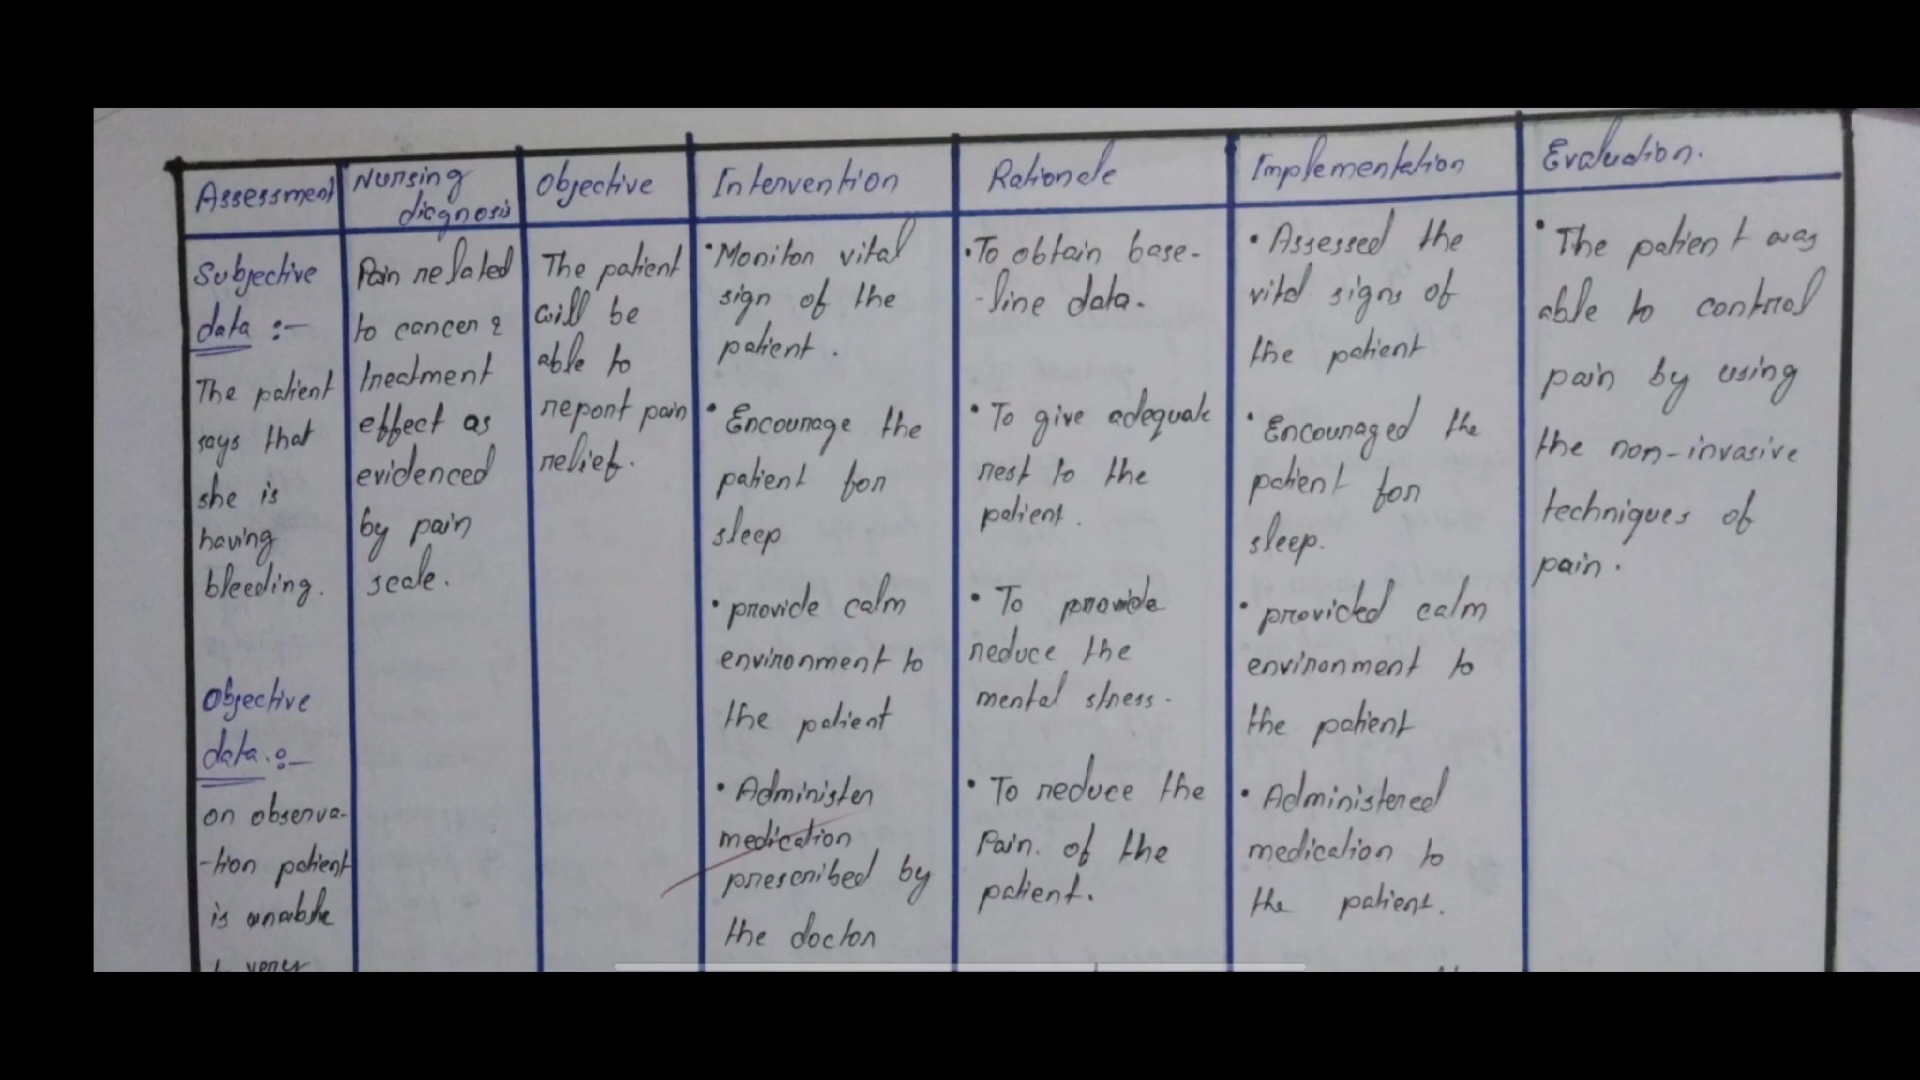 Assessment
Nursing
diagnosis
Objective
Intervention
Rationale
Implementation
Evaluation.
Subjective
data :-
The patient
says that
she is
having
bleeding.
Objective
data :-
on observa-
-tion patient
is unable
very
Pain related
to cancer &
treatment
effect as
evidenced
by pain
scale.
The patient
will be
able to
report pain
relief.
• Monitor vital
sign of the
patient.
• Encourage the
patient for
sleep
• provide calm
environment to
the patient
• Administer
medication
prescribed by
the doctor
• To obtain base-
-line data.
• To give adequate
rest to the
patient.
• To provide
reduce the
mental stress.
• To reduce the
Pain. of the
patient.
• Assessed the
vital signs of
the patient
• Encouraged the
patient for
sleep.
• provided calm
environment to
the patient
• Administered
medication to
the patient.
• The patient was
able to control
pain by using
the non-invasive
techniques of
pain.